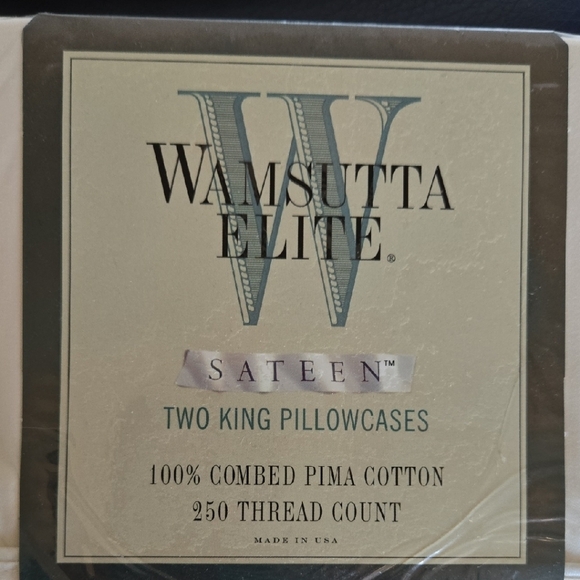 W
WAMSUTTA
ELITE®
SATEEN™
TWO KING PILLOWCASES
100% COMBED PIMA COTTON
250 THREAD COUNT
MADE IN USA